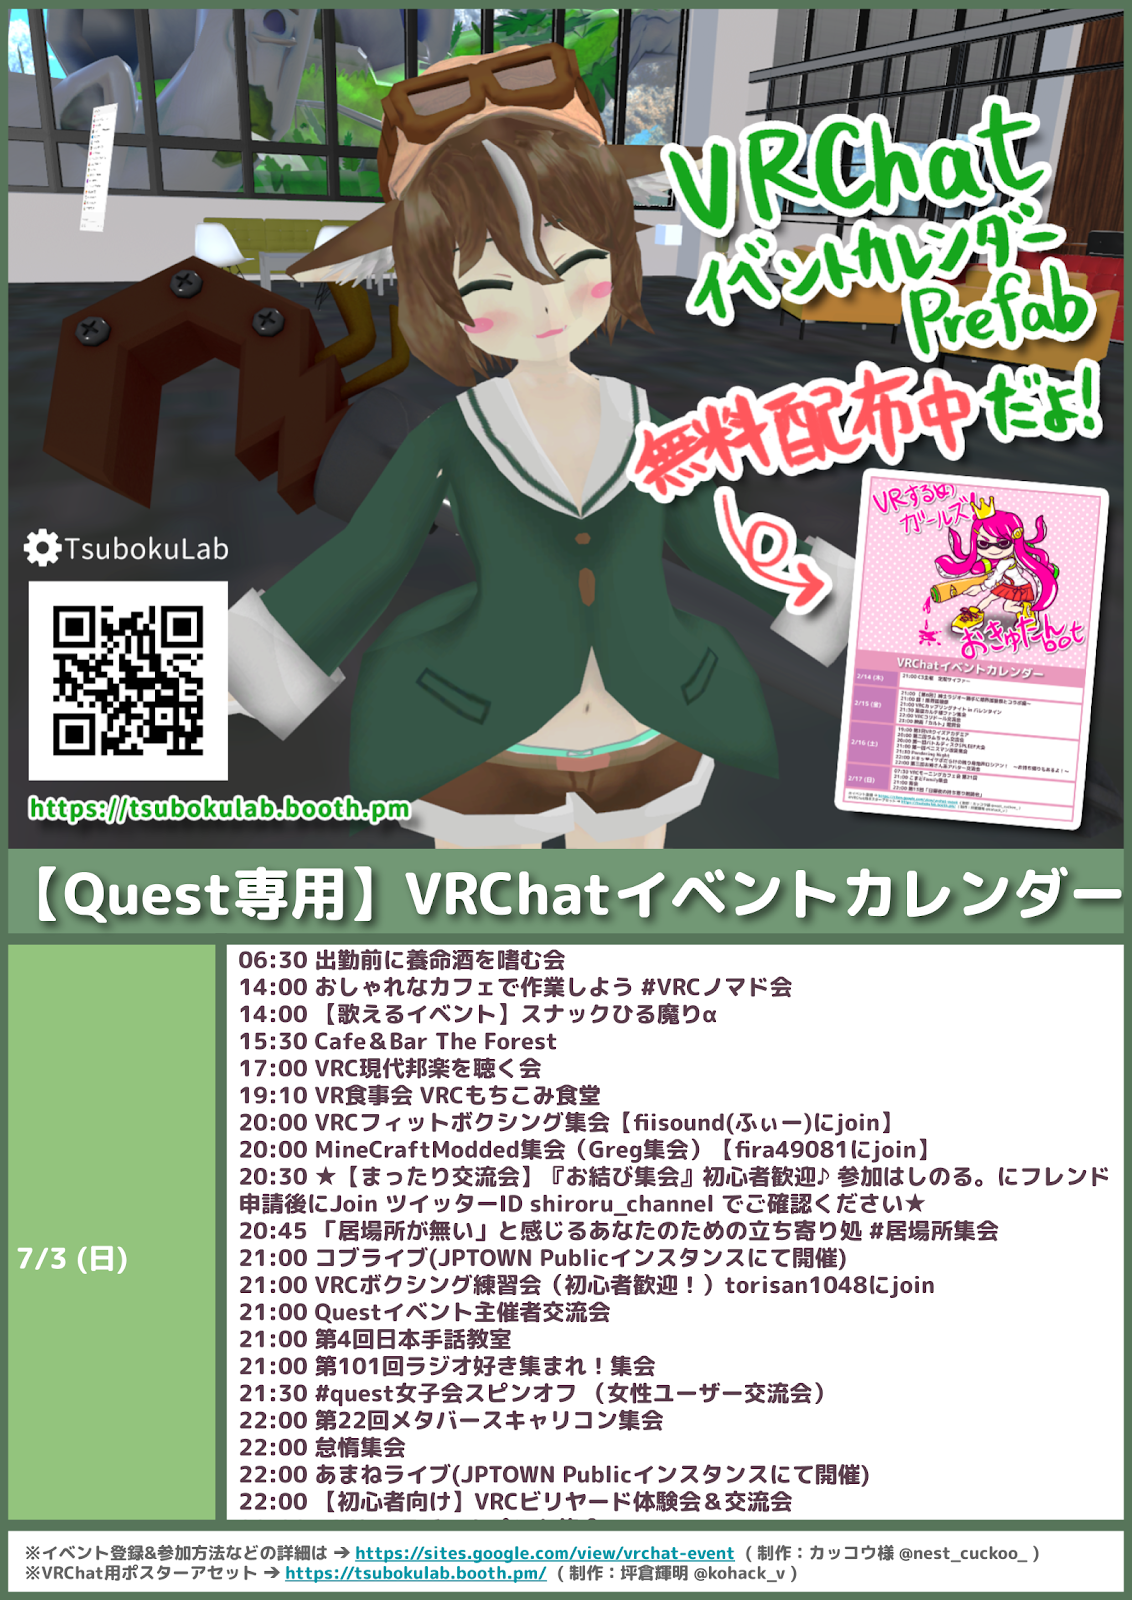 VRChat
イベントカレンダー
Prefab
無料配布中だよ!
TsubokuLab
https://tsubokulab.booth.pm
VRするめ
ガールズ
おきゅたん
bot
VRChatイベントカレンダー
2/14 (木)
2/15 (金)
2/16 (土)
2/17 (日)
【Quest専用】VRChatイベントカレンダー
7/3 (日)
06:30 出勤前に養命酒を嗜む会
14:00 おしゃれなカフェで作業しよう #VRCノマド会
14:00 【歌えるイベント】スナックひる魔りα
15:30 Cafe＆Bar The Forest
17:00 VRC現代邦楽を聴く会
19:10 VR食事会 VRCもちこみ食堂
20:00 VRCフィットボクシング集会【fiisound(ふぃー)にjoin】
20:00 MineCraftModded集会（Greg集会）【fira49081にjoin】
20:30 ★【まったり交流会】『お結び集会』初心者歓迎♪ 参加はしのる。にフレンド
申請後にJoin ツイッターID shiroru_channel でご確認ください★
20:45 「居場所が無い」と感じるあなたのための立ち寄り処 #居場所集会
21:00 コブライブ(JPTOWN Publicインスタンスにて開催)
21:00 VRCボクシング練習会（初心者歓迎！）torisan1048にjoin
21:00 Questイベント主催者交流会
21:00 第4回日本手話教室
21:00 第101回ラジオ好き集まれ！集会
21:30 #quest女子会スピンオフ （女性ユーザー交流会）
22:00 第22回メタバースキャリコン集会
22:00 怠惰集会
22:00 あまねライブ(JPTOWN Publicインスタンスにて開催)
22:00 【初心者向け】VRCビリヤード体験会＆交流会
※イベント登録&参加方法などの詳細は ➔ https://sites.google.com/view/vrchat-event ( 制作：カッコウ様 @nest_cuckoo_ )
※VRChat用ポスターアセット ➔ https://tsubokulab.booth.pm/ ( 制作：坪倉輝明 @kohack_v )